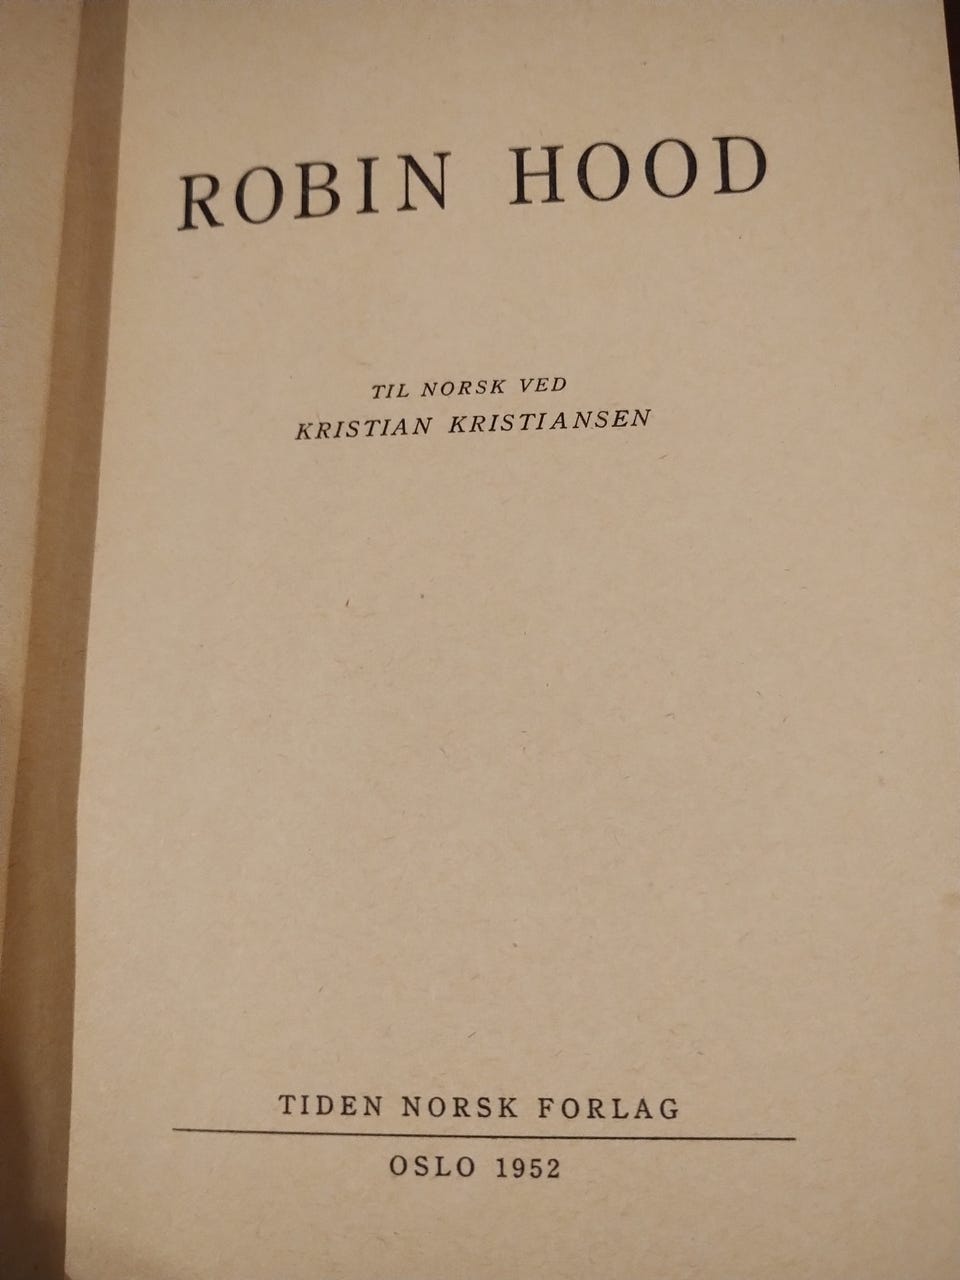 ROBIN HOOD
TIL NORSK VED
KRISTIAN KRISTIANSEN
TIDEN NORSK FORLAG
OSLO 1952